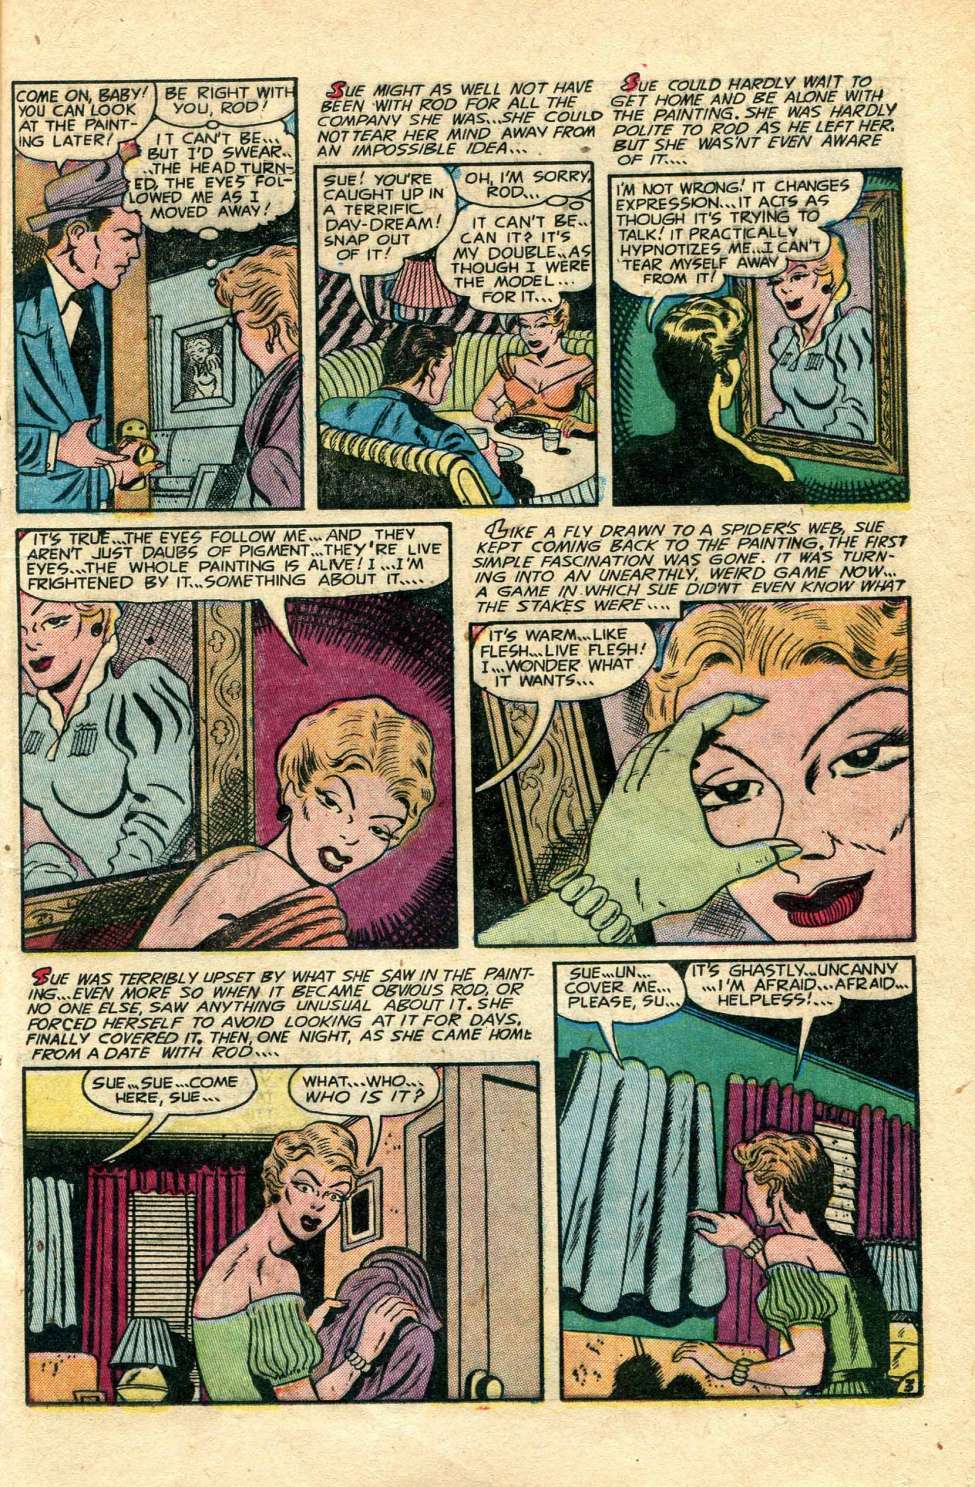 COME ON, BABY!
YOU CAN LOOK
AT THE PAINT-
ING LATER!
BE RIGHT WITH
YOU, ROD!
IT CAN'T BE...
BUT I'D SWEAR..
..THE HEAD TURN-
ED, THE EYES FOL-
LOWED ME AS I
MOVED AWAY!
SUE MIGHT AS WELL NOT HAVE
BEEN WITH ROD FOR ALL THE
COMPANY SHE WAS...SHE COULD
NOT TEAR HER MIND AWAY FROM
AN IMPOSSIBLE IDEA...
SUE! YOU'RE
CAUGHT UP IN
A TERRIFIC
DAY-DREAM!
SNAP OUT
OF IT!
OH, I'M SORRY,
ROD...
IT CAN'T BE..
CAN IT? IT'S
MY DOUBLE..AS
THOUGH I WERE
THE MODEL...
FOR IT...
SUE COULD HARDLY WAIT TO
GET HOME AND BE ALONE WITH
THE PAINTING. SHE WAS HARDLY
POLITE TO ROD AS HE LEFT HER.
BUT SHE WASN'T EVEN AWARE
OF IT....
I'M NOT WRONG! IT CHANGES
EXPRESSION...IT ACTS AS
THOUGH IT'S TRYING TO
TALK! IT PRACTICALLY
HYPNOTIZES ME...I CAN'T
TEAR MYSELF AWAY
FROM IT!
IT'S TRUE...THE EYES FOLLOW ME...AND THEY
AREN'T JUST DAUBS OF PIGMENT...THEY'RE LIVE
EYES...THE WHOLE PAINTING IS ALIVE! I...I'M
FRIGHTENED BY IT...SOMETHING ABOUT IT....
LIKE A FLY DRAWN TO A SPIDER'S WEB, SUE
KEPT COMING BACK TO THE PAINTING. THE FIRST
SIMPLE FASCINATION WAS GONE. IT WAS TURN-
ING INTO AN UNEARTHLY, WEIRD GAME NOW...
A GAME IN WHICH SUE DIDN'T EVEN KNOW WHAT
THE STAKES WERE....
IT'S WARM...LIKE
FLESH...LIVE FLESH!
I...WONDER WHAT
IT WANTS...
SUE WAS TERRIBLY UPSET BY WHAT SHE SAW IN THE PAINT-
ING...EVEN MORE SO WHEN IT BECAME OBVIOUS ROD, OR
NO ONE ELSE, SAW ANYTHING UNUSUAL ABOUT IT. SHE
FORCED HERSELF TO AVOID LOOKING AT IT FOR DAYS,
FINALLY COVERED IT. THEN, ONE NIGHT, AS SHE CAME HOME
FROM A DATE WITH ROD....
SUE...SUE...COME
HERE, SUE...
WHAT...WHO...
WHO IS IT?
SUE...UN...
COVER ME...
PLEASE, SU...
IT'S GHASTLY...UNCANNY
...I'M AFRAID...AFRAID...
HELPLESS!...
3